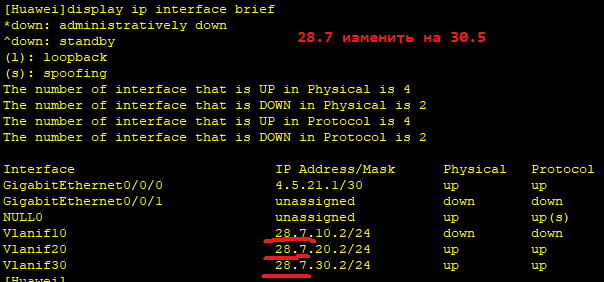 [Huawei]display ip interface brief
*down: administratively down
^down: standby
28.7 изменить на 30.5
(l): loopback
(s): spoofing
The number of interface that is UP in Physical is 4
The number of interface that is DOWN in Physical is 2
The number of interface that is UP in Protocol is 4
The number of interface that is DOWN in Protocol is 2
Interface IP Address/Mask Physical Protocol
GigabitEthernet0/0/0 4.5.21.1/30 up up
GigabitEthernet0/0/1 unassigned down down
NULL0 unassigned up up(s)
Vlanif10 28.7.10.2/24 down down
Vlanif20 28.7.20.2/24 up up
Vlanif30 28.7.30.2/24 up up
[Huawei]